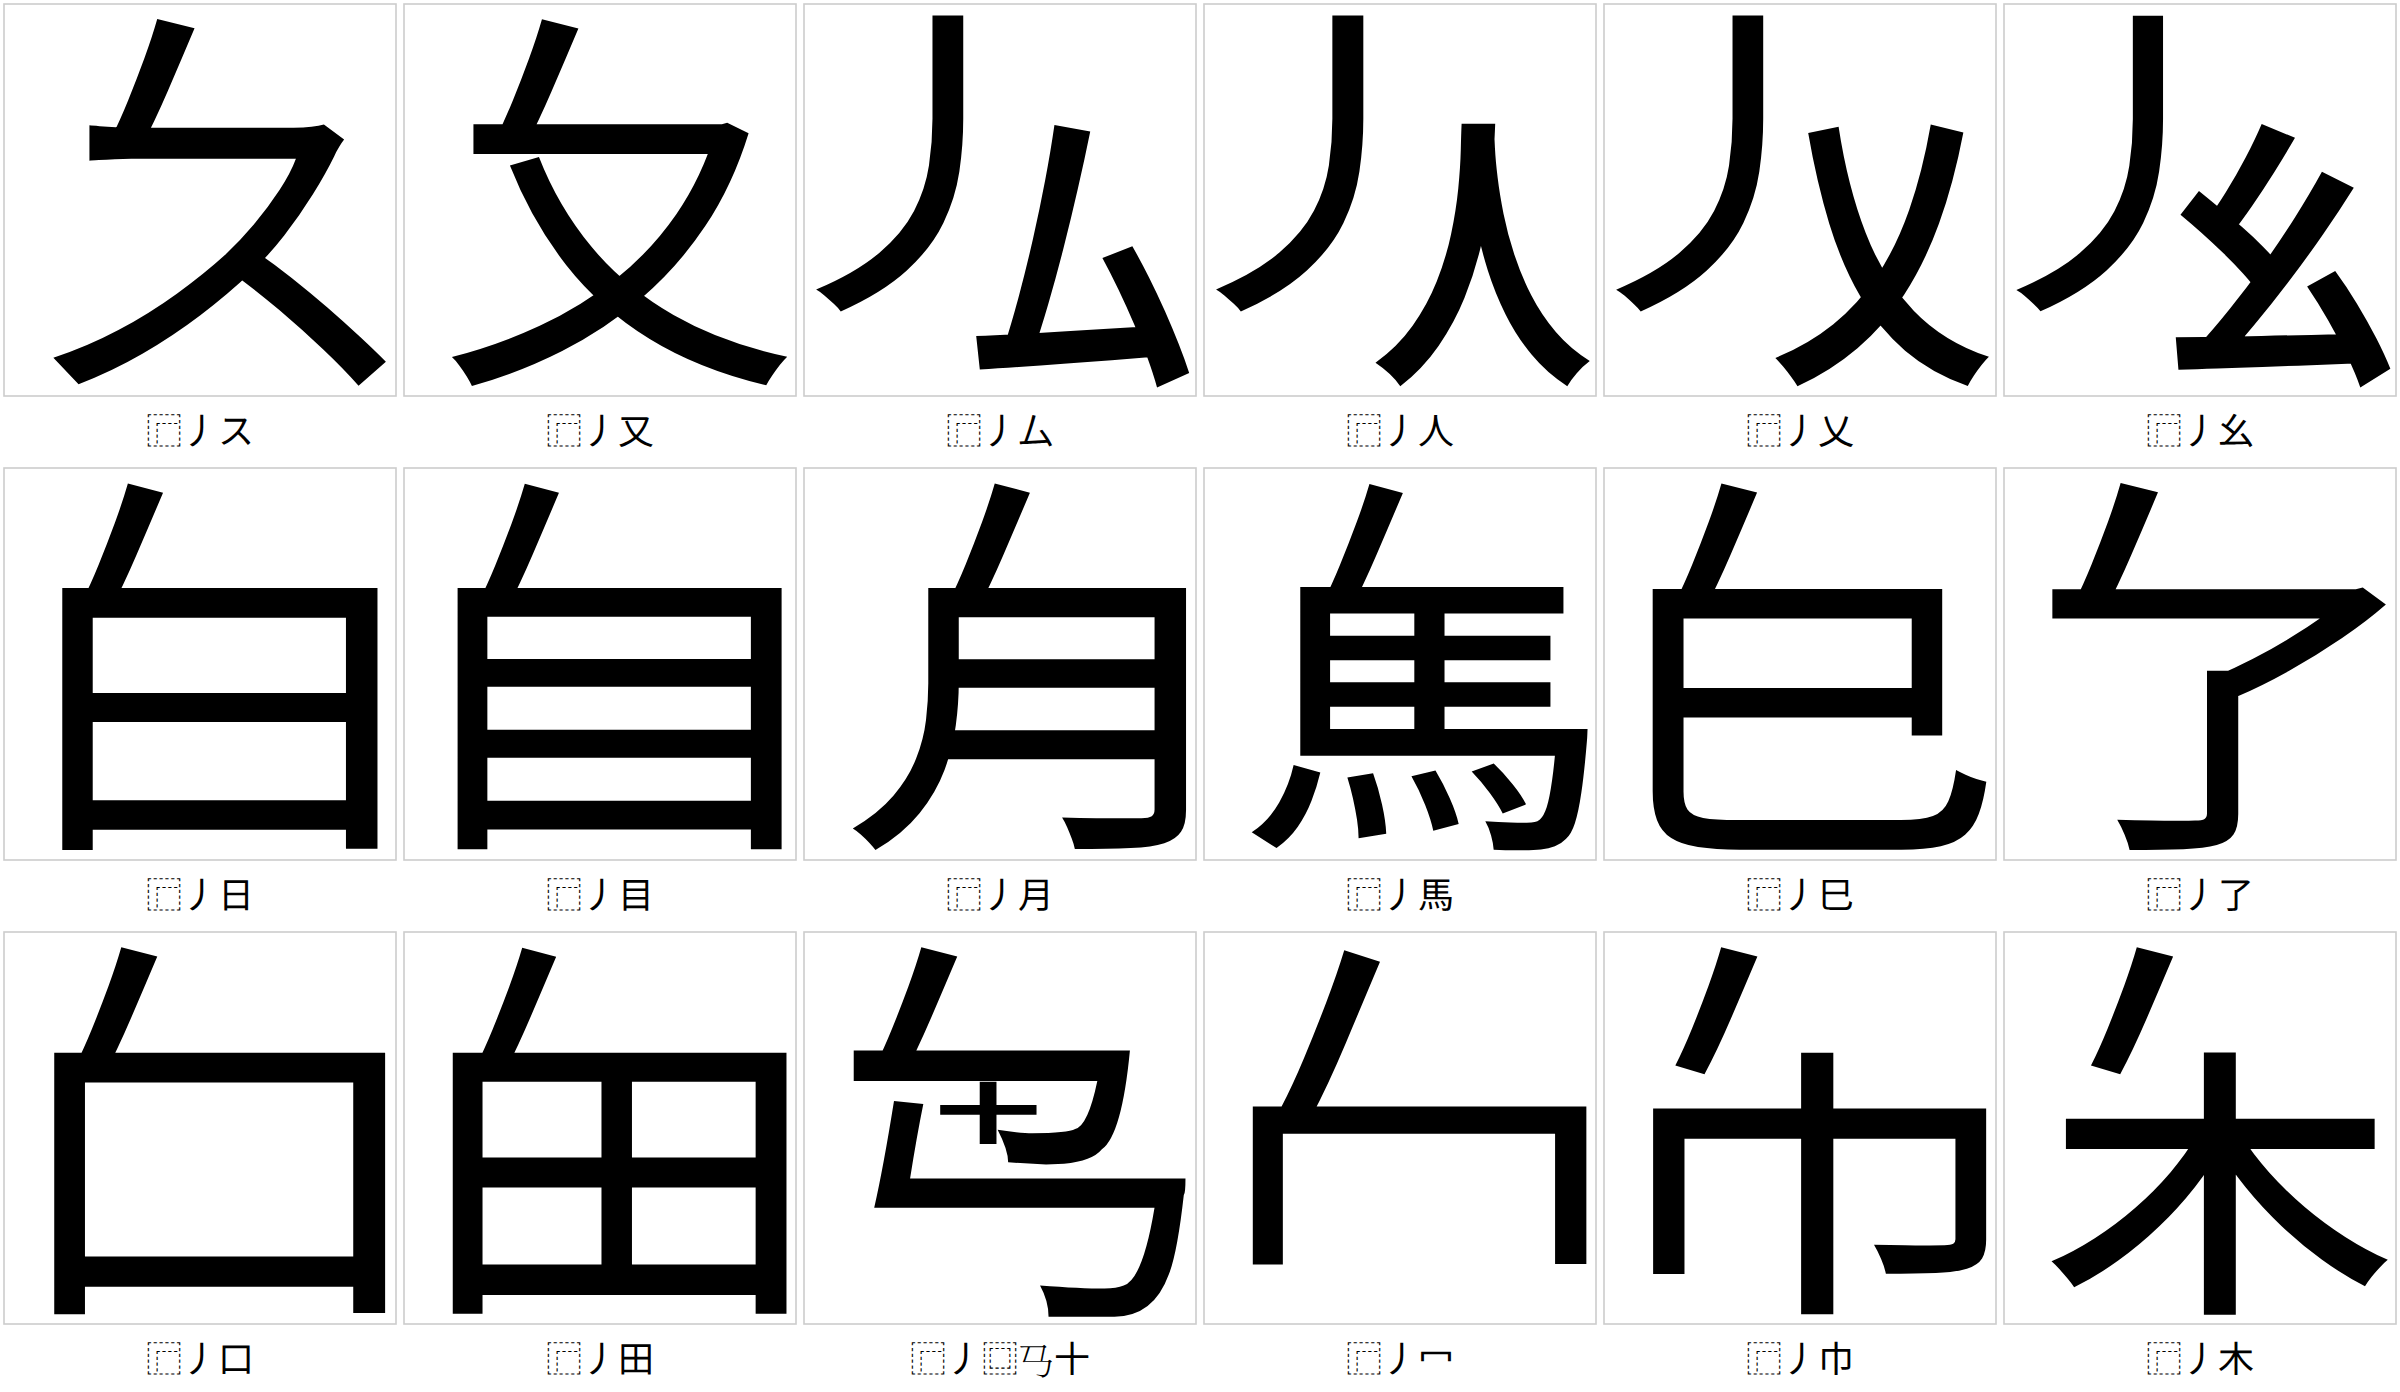 ⿸丿ス ⿸丿又 ⿸丿厶 ⿸丿人 ⿸丿乂 ⿸丿幺
⿸丿日 ⿸丿目 ⿸丿月 ⿸丿馬 ⿸丿巳 ⿸丿了
⿸丿口 ⿸丿田 ⿸丿⿴㔿十 ⿸丿冖 ⿸丿巾 ⿸丿木